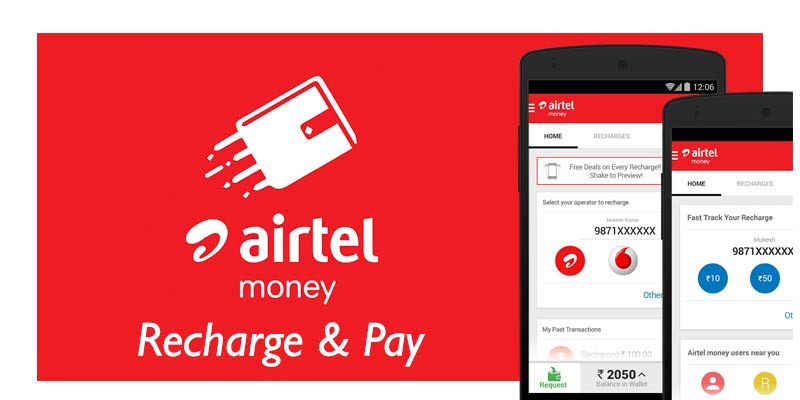 airtel
money
Recharge & Pay
12:06
airtel
money
HOME RECHARGES
Free Deals on Every Recharge!!
Shake to Preview!
Select your operator to recharge
Mukesh Kumar
9871XXXXXX
Other
My Past Transactions
Recharged ₹ 100.00
Request
₹ 2050
Balance in Wallet
airtel
money
HOME RECHARGES
Fast Track Your Recharge
Mukesh
9871XXXXX
₹10 ₹50
Ot
Airtel money users near you
R